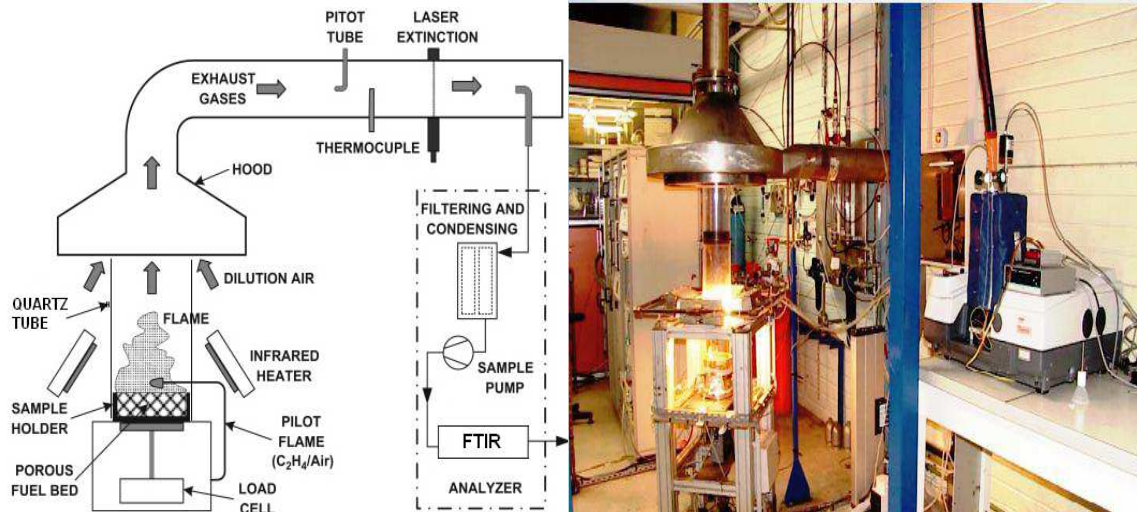 PITOT
TUBE
LASER
EXTINCTION
EXHAUST
GASES
THERMOCUPLE
HOOD
FILTERING AND
CONDENSING
DILUTION AIR
QUARTZ
TUBE
FLAME
INFRARED
HEATER
SAMPLE
PUMP
SAMPLE
HOLDER
PILOT
FLAME
(C₂H₄/Air)
FTIR
POROUS
FUEL BED
LOAD
CELL
ANALYZER